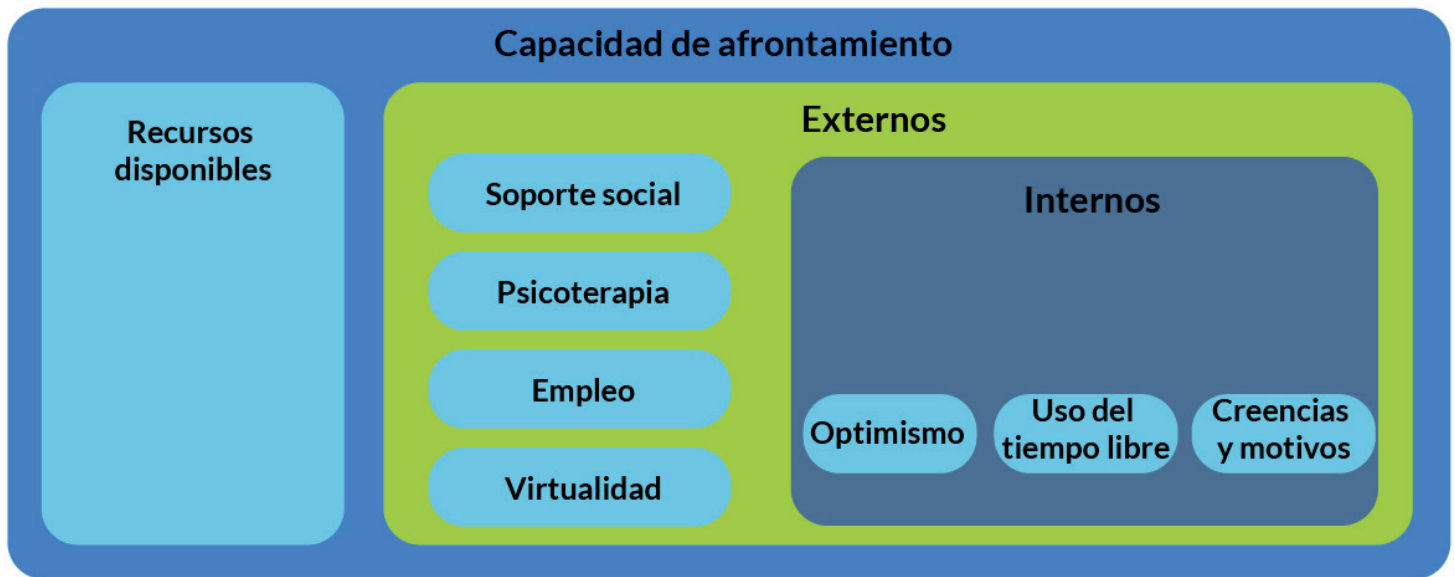 Capacidad de afrontamiento
Recursos
disponibles
Externos
Soporte social
Psicoterapia
Empleo
Virtualidad
Internos
Optimismo
Uso del
tiempo libre
Creencias
y motivos